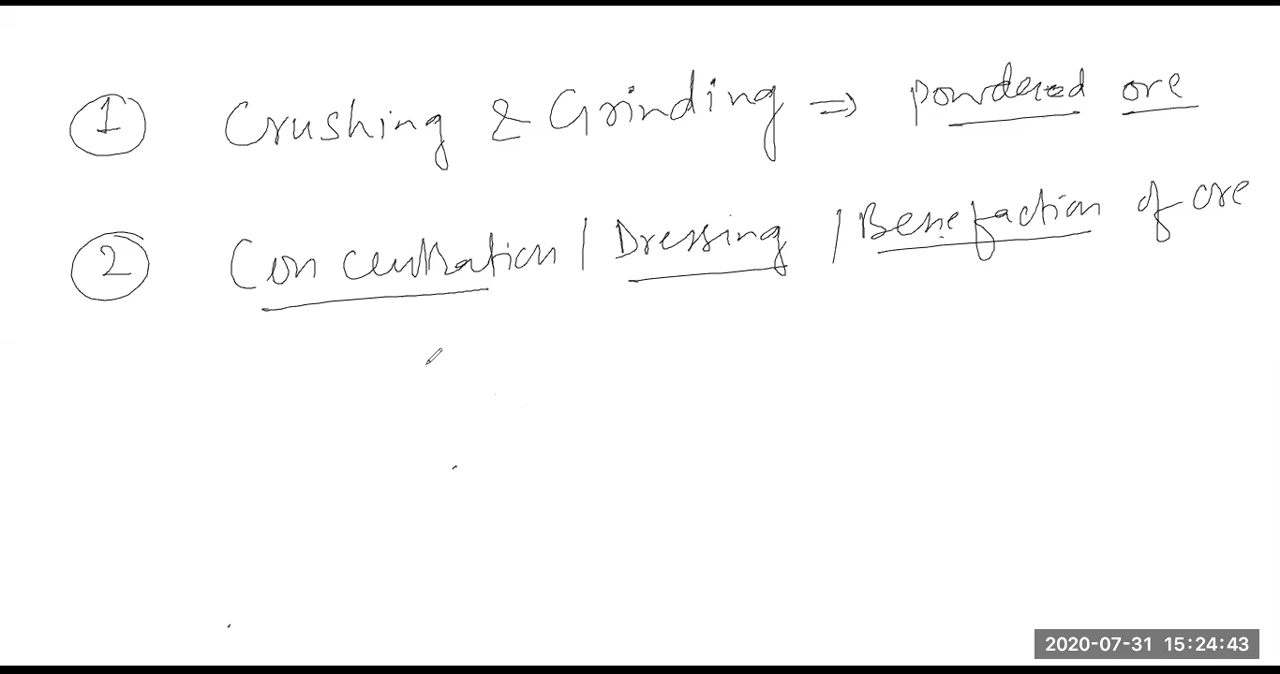 1 Crushing & Grinding => Powdered ore
2 Concentration / Dressing / Benefaction of ore
2020-07-31 15:24:43